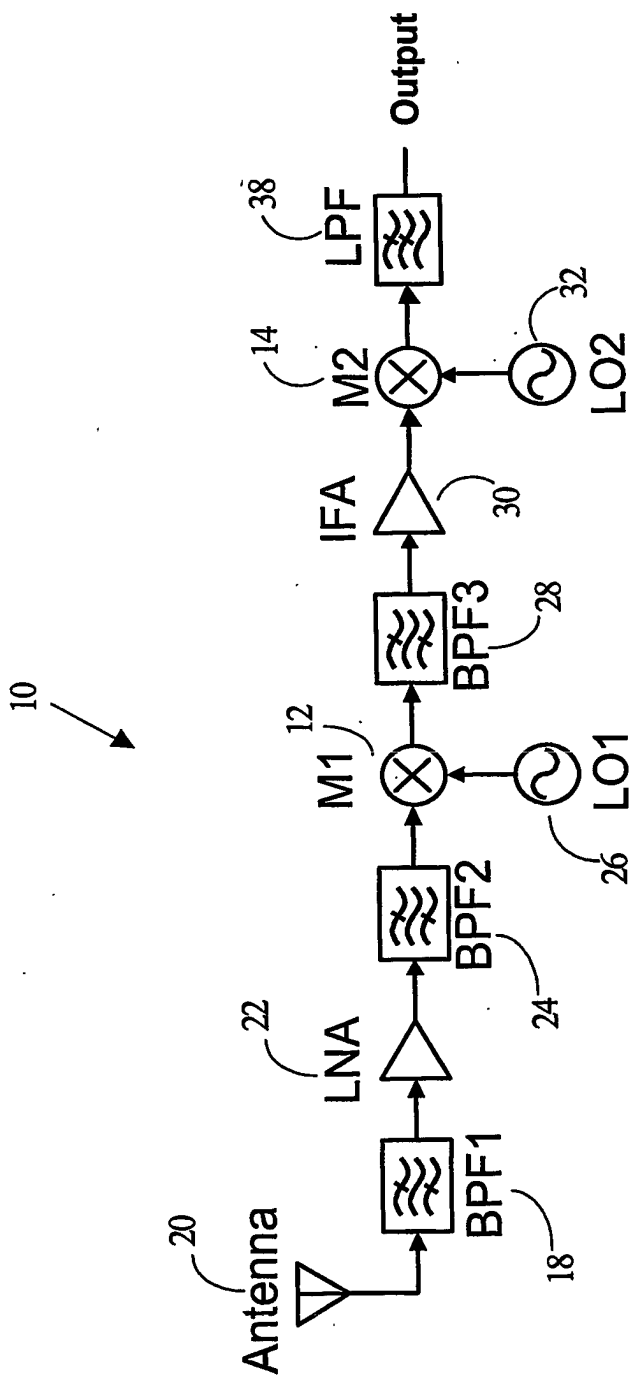 10
20
Antenna
BPF1
18
22
LNA
BPF2
24
12
M1
LO1
26
BPF3
28
IFA
30
14
M2
LO2
32
38
LPF
Output